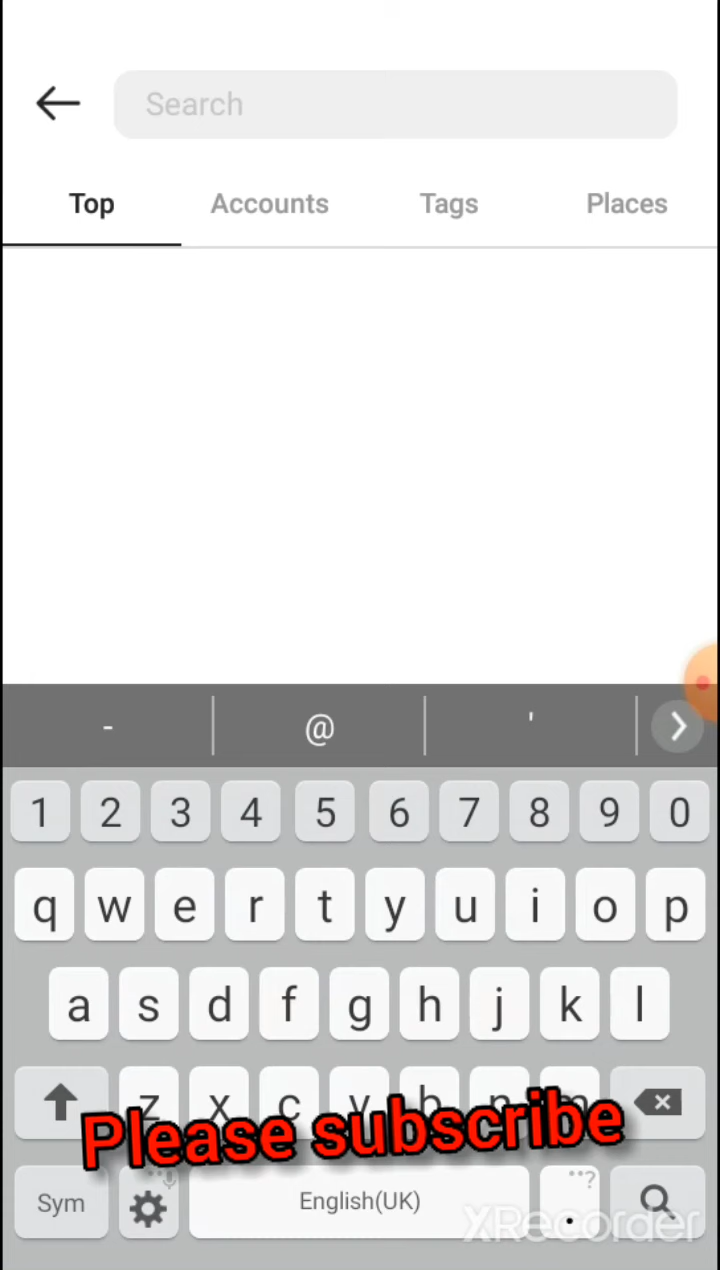 Search
Top Accounts Tags Places
- @ '
1 2 3 4 5 6 7 8 9 0
q w e r t y u i o p
a s d f g h j k l
z x c v b n m
Please subscribe
Sym English(UK) . ?
XRecorder